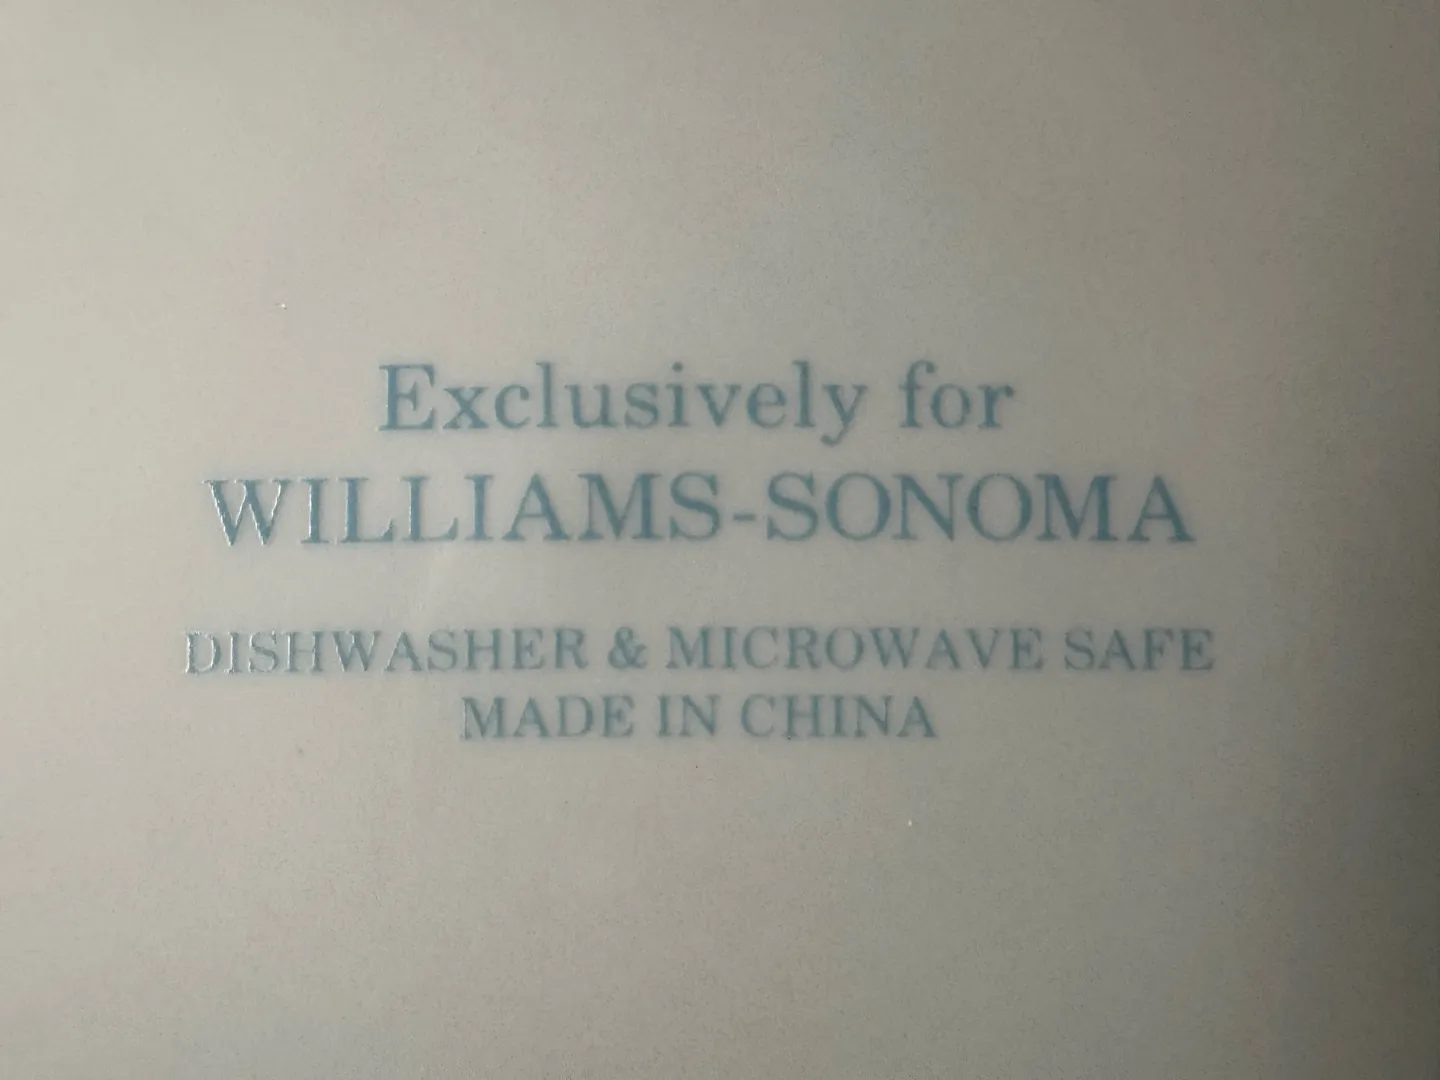 Exclusively for
WILLIAMS-SONOMA
DISHWASHER & MICROWAVE SAFE
MADE IN CHINA